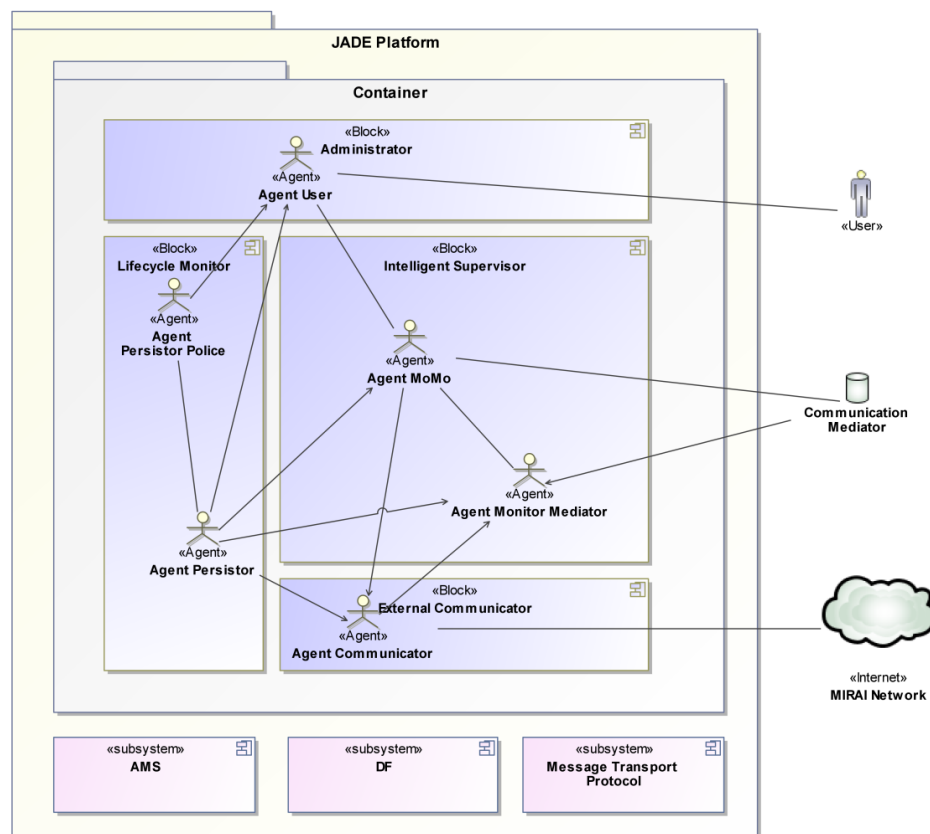 JADE Platform
Container
«Block»
Administrator
«Agent»
Agent User
«User»
«Block»
Lifecycle Monitor
«Agent»
Agent
Persistor Police
«Block»
Intelligent Supervisor
«Agent»
Agent MoMo
Communication
Mediator
«Agent»
Agent Monitor Mediator
«Agent»
Agent Persistor
«Block»
External Communicator
«Agent»
Agent Communicator
«Internet»
MIRAI Network
«subsystem»
AMS
«subsystem»
DF
«subsystem»
Message Transport
Protocol